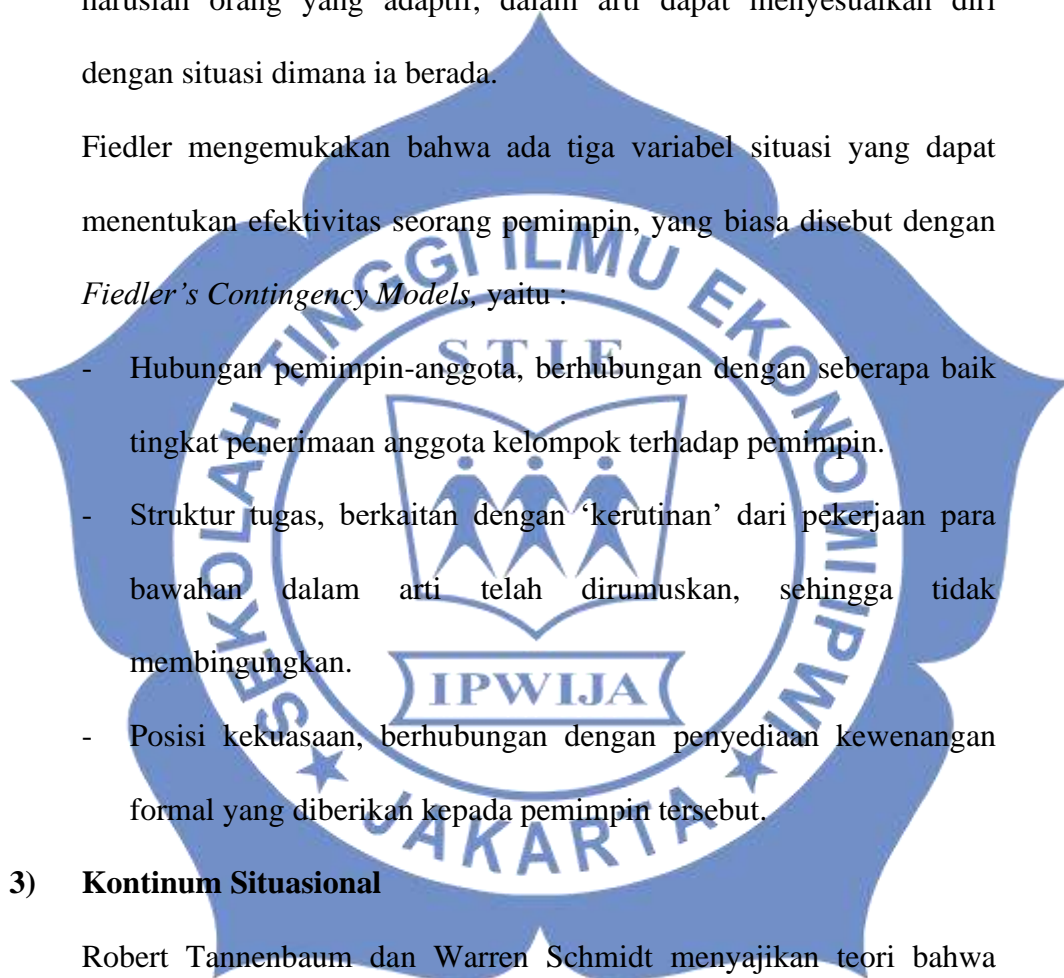 haruslah orang yang adaptif, dalam arti dapat menyesuaikan diri
dengan situasi dimana ia berada.
Fiedler mengemukakan bahwa ada tiga variabel situasi yang dapat
menentukan efektivitas seorang pemimpin, yang biasa disebut dengan
Fiedler’s Contingency Models, yaitu :
- Hubungan pemimpin-anggota, berhubungan dengan seberapa baik
tingkat penerimaan anggota kelompok terhadap pemimpin.
- Struktur tugas, berkaitan dengan ‘kerutinan’ dari pekerjaan para
bawahan dalam arti telah dirumuskan, sehingga tidak
membingungkan.
- Posisi kekuasaan, berhubungan dengan penyediaan kewenangan
formal yang diberikan kepada pemimpin tersebut.
3) Kontinum Situasional
Robert Tannenbaum dan Warren Schmidt menyajikan teori bahwa
SEKOLAH TINGGI ILMU EKONOMI IPWI
STIE
IPWIJA
★ JAKARTA ★